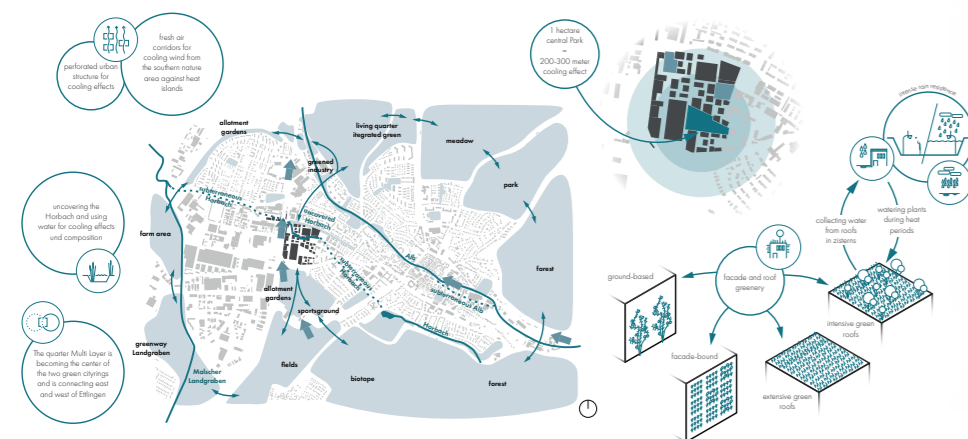 perforated urban
structure for
cooling effects
fresh air
corridors for
cooling wind from
the southern nature
area against heat
islands
uncovering the
Horbach and using
water for cooling effects
und composition
The quarter Multi Layer is
becoming the center of
the two green cityrings
and is connecting east
and west of Ettlingen
allotment
gardens
living quarter
itegrated green
meadow
greened
industry
park
subterraneous
Horbach
uncovered
Horbach
farm area
Alb
subterraneous
Horbach
subterraneous Alb
forest
allotment
gardens
sportsground
Horbach
greenway
Landgraben
Malscher
Landgraben
fields
biotope
forest
1 hectare
central Park
=
200-300 meter
cooling effect
collecting water
from roofs
in zisterns
watering plants
during heat
periods
ground-based
facade and roof
greenery
intensive green
roofs
facade-bound
extensive green
roofs